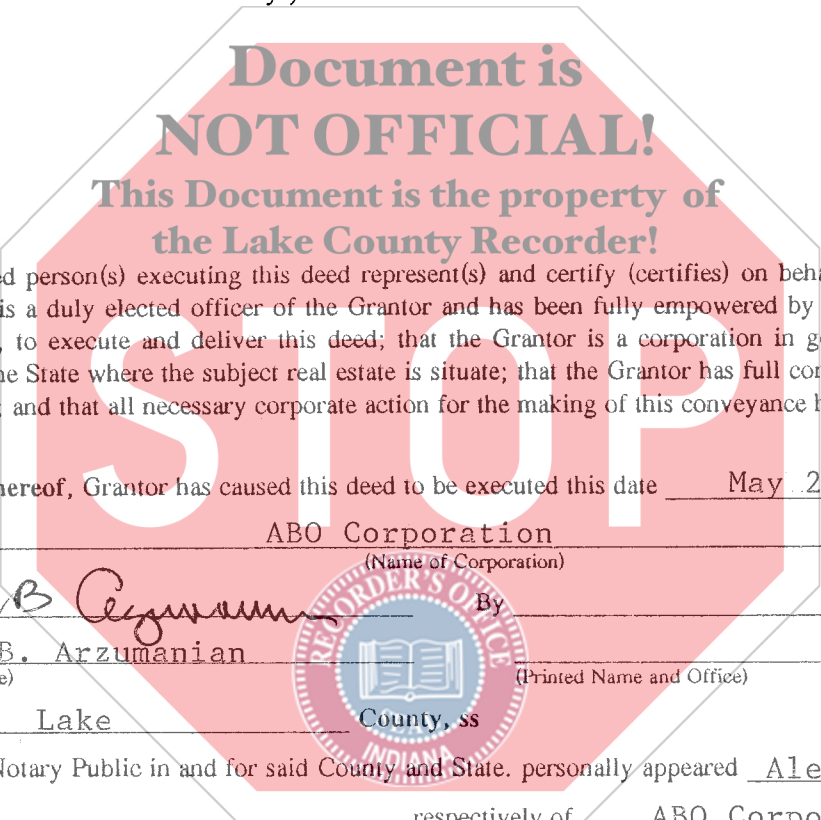 Document is
NOT OFFICIAL!
This Document is the property of
the Lake County Recorder!
ed person(s) executing this deed represent(s) and certify (certifies) on beha
is a duly elected officer of the Grantor and has been fully empowered by
, to execute and deliver this deed; that the Grantor is a corporation in g
he State where the subject real estate is situate; that the Grantor has full cor
; and that all necessary corporate action for the making of this conveyance h
STOP
hereof, Grantor has caused this deed to be executed this date May 2
ABO Corporation
(Name of Corporation)
B
By
B. Arzumanian
e)
(Printed Name and Office)
Lake County, ss
RECORDER'S OFFICE
SEAL
INDIANA
Notary Public in and for said County and State. personally appeared Ale
respectively of ABO Corpo